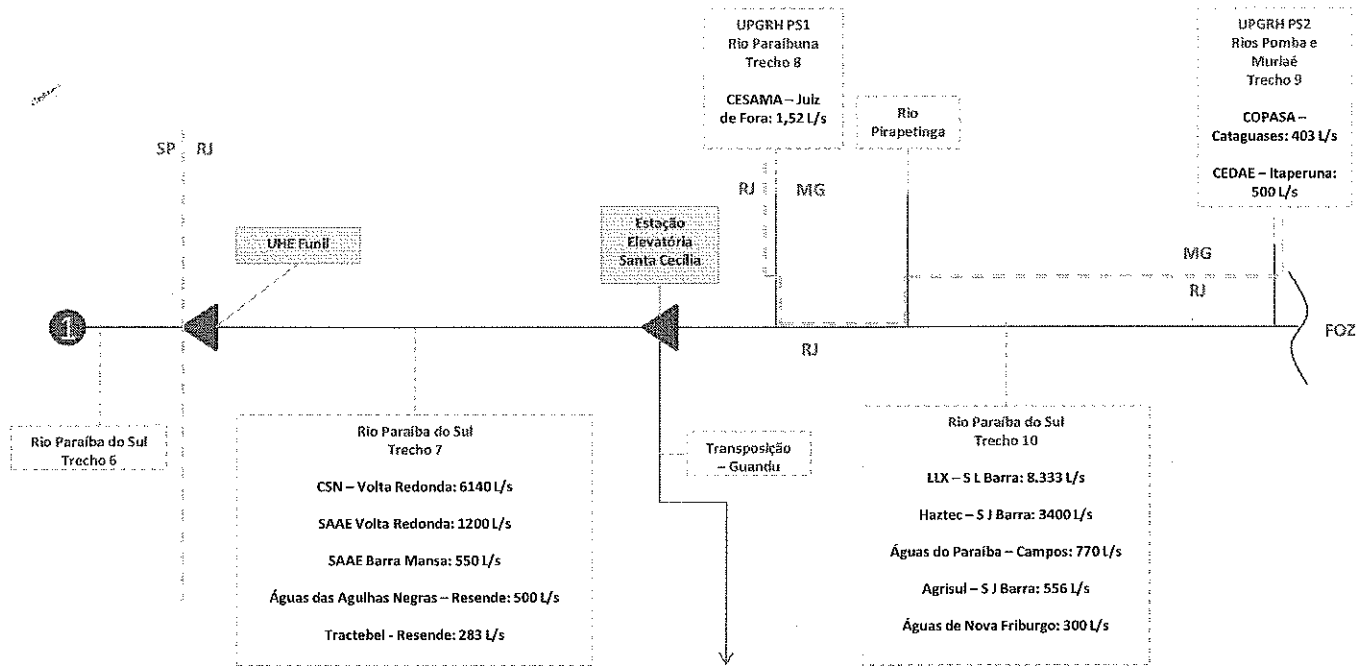 UPGRH PS1
Rio Paraíbuna
Trecho 8
CESAMA – Juiz
de Fora: 1,52 L/s
Rio
Pirapetinga
UPGRH PS2
Rios Pomba e
Muriaé
Trecho 9
COPASA –
Cataguases: 403 L/s
CEDAE – Itaperuna:
500 L/s
SP
RJ
RJ
MG
UHE Funil
Estação
Elevatória
Santa Cecília
MG
RJ
1
RJ
FOZ
Rio Paraíba do Sul
Trecho 6
Rio Paraíba do Sul
Trecho 7
CSN – Volta Redonda: 6140 L/s
SAAE Volta Redonda: 1200 L/s
SAAE Barra Mansa: 550 L/s
Águas das Agulhas Negras – Resende: 500 L/s
Tractebel - Resende: 283 L/s
Transposição
– Guandu
Rio Paraíba do Sul
Trecho 10
LLX – S L Barra: 8.333 L/s
Haztec – S J Barra: 3400 L/s
Águas do Paraíba – Campos: 770 L/s
Agrisul – S J Barra: 556 L/s
Águas de Nova Friburgo: 300 L/s